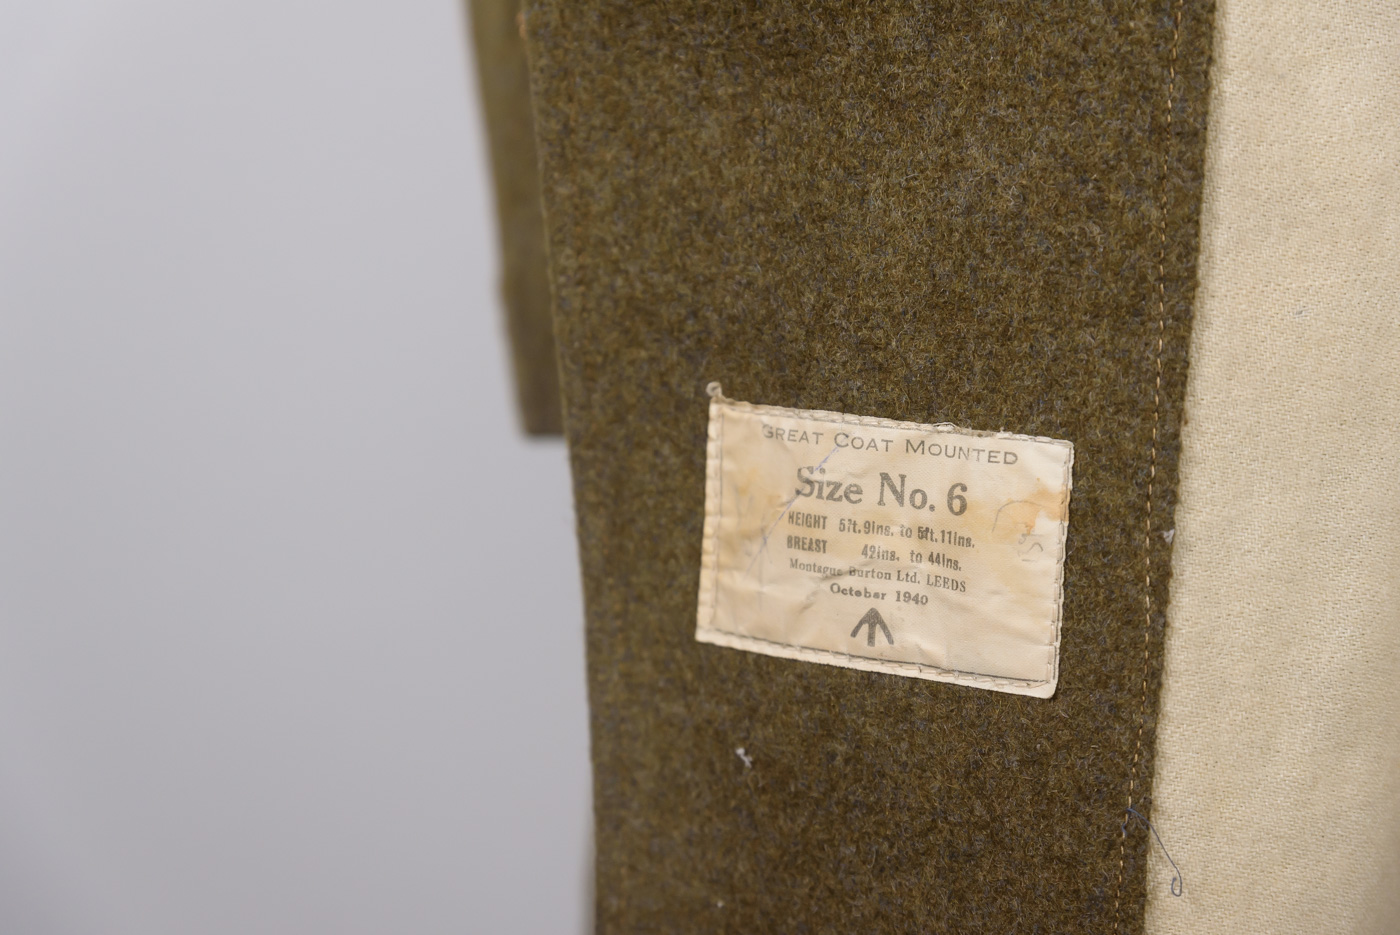 GREAT COAT MOUNTED
Size No. 6
HEIGHT 5ft. 9ins. to 5ft. 11ins.
BREAST 42ins. to 44ins.
Montague Burton Ltd. LEEDS
October 1940